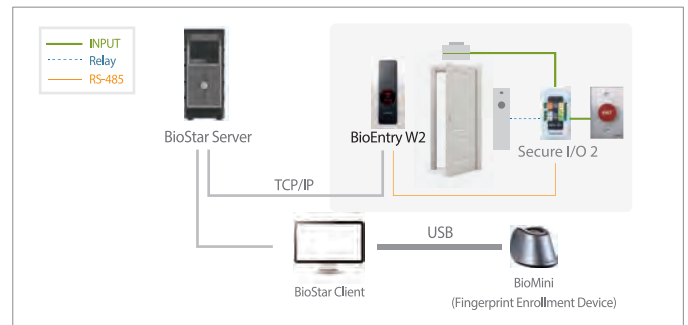 INPUT
Relay
RS-485
BioStar Server
BioEntry W2
EXIT
Secure I/O 2
TCP/IP
USB
BioStar Client
BioMini
(Fingerprint Enrollment Device)